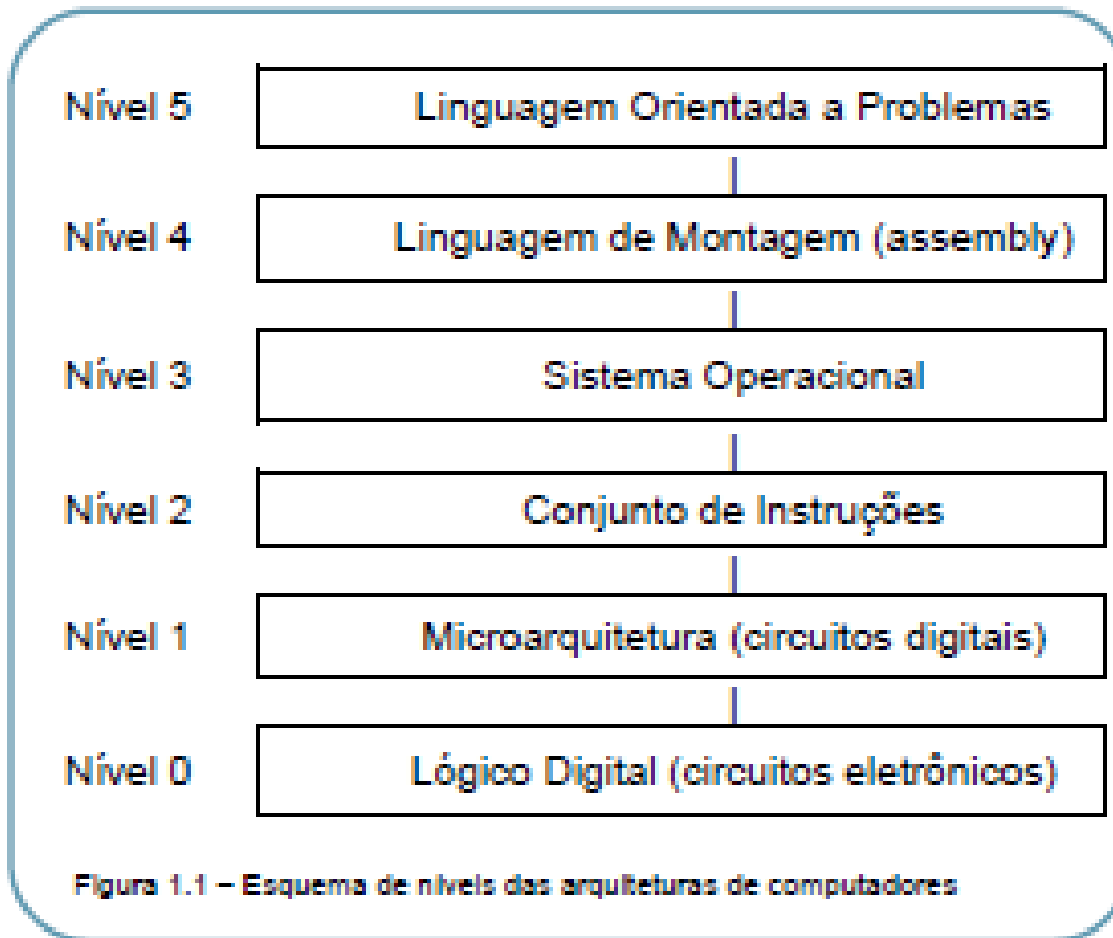 Nível 5 Linguagem Orientada a Problemas
Nível 4 Linguagem de Montagem (assembly)
Nível 3 Sistema Operacional
Nível 2 Conjunto de Instruções
Nível 1 Microarquitetura (circuitos digitais)
Nível 0 Lógico Digital (circuitos eletrônicos)
Figura 1.1 – Esquema de níveis das arquiteturas de computadores